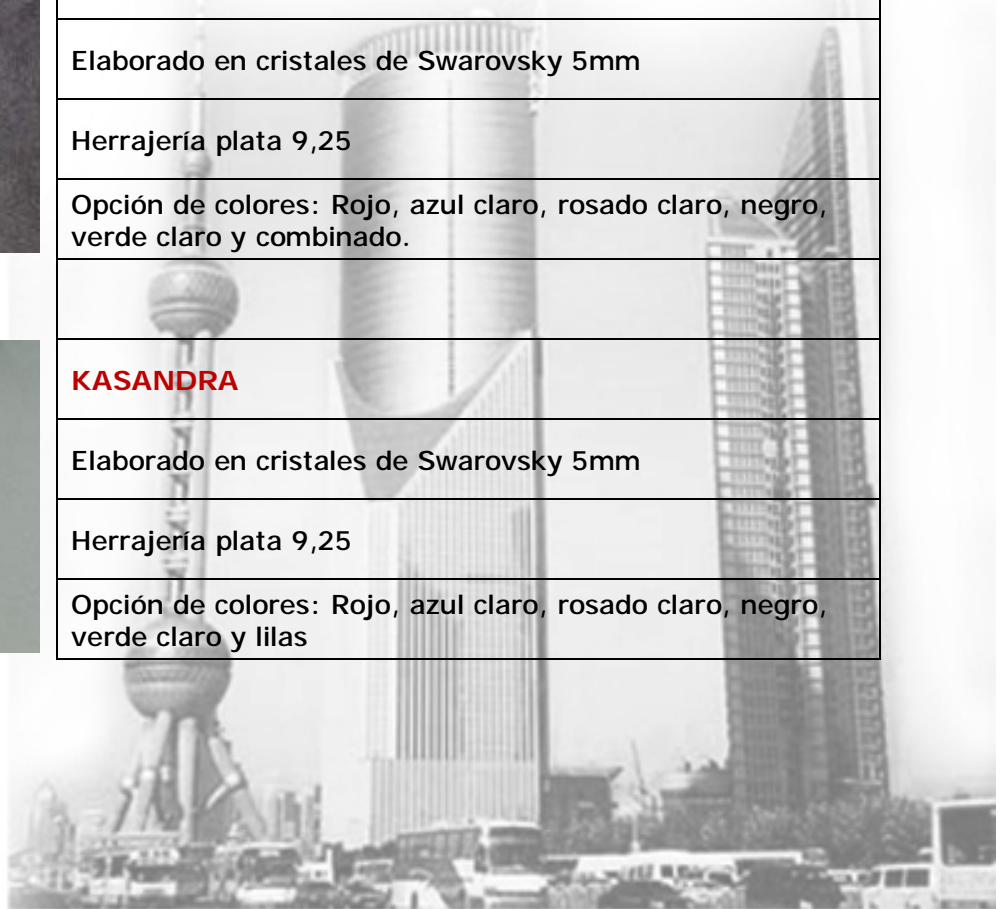 Elaborado en cristales de Swarovsky 5mm
Herrajería plata 9,25
Opción de colores: Rojo, azul claro, rosado claro, negro,
verde claro y combinado.
KASANDRA
Elaborado en cristales de Swarovsky 5mm
Herrajería plata 9,25
Opción de colores: Rojo, azul claro, rosado claro, negro,
verde claro y lilas